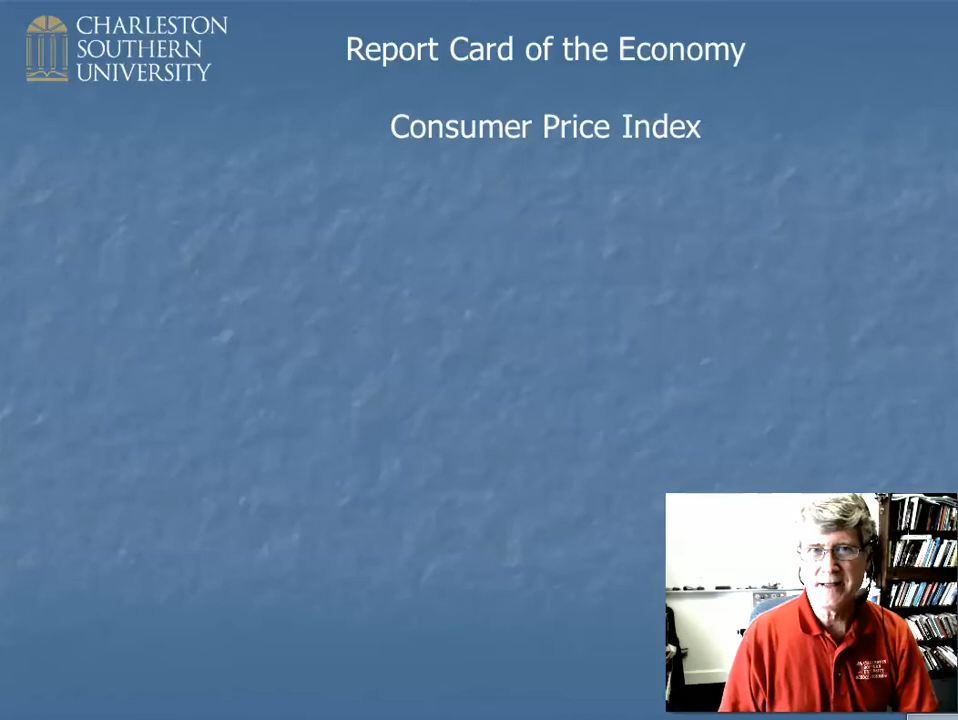 CHARLESTON
SOUTHERN
UNIVERSITY
Report Card of the Economy
Consumer Price Index